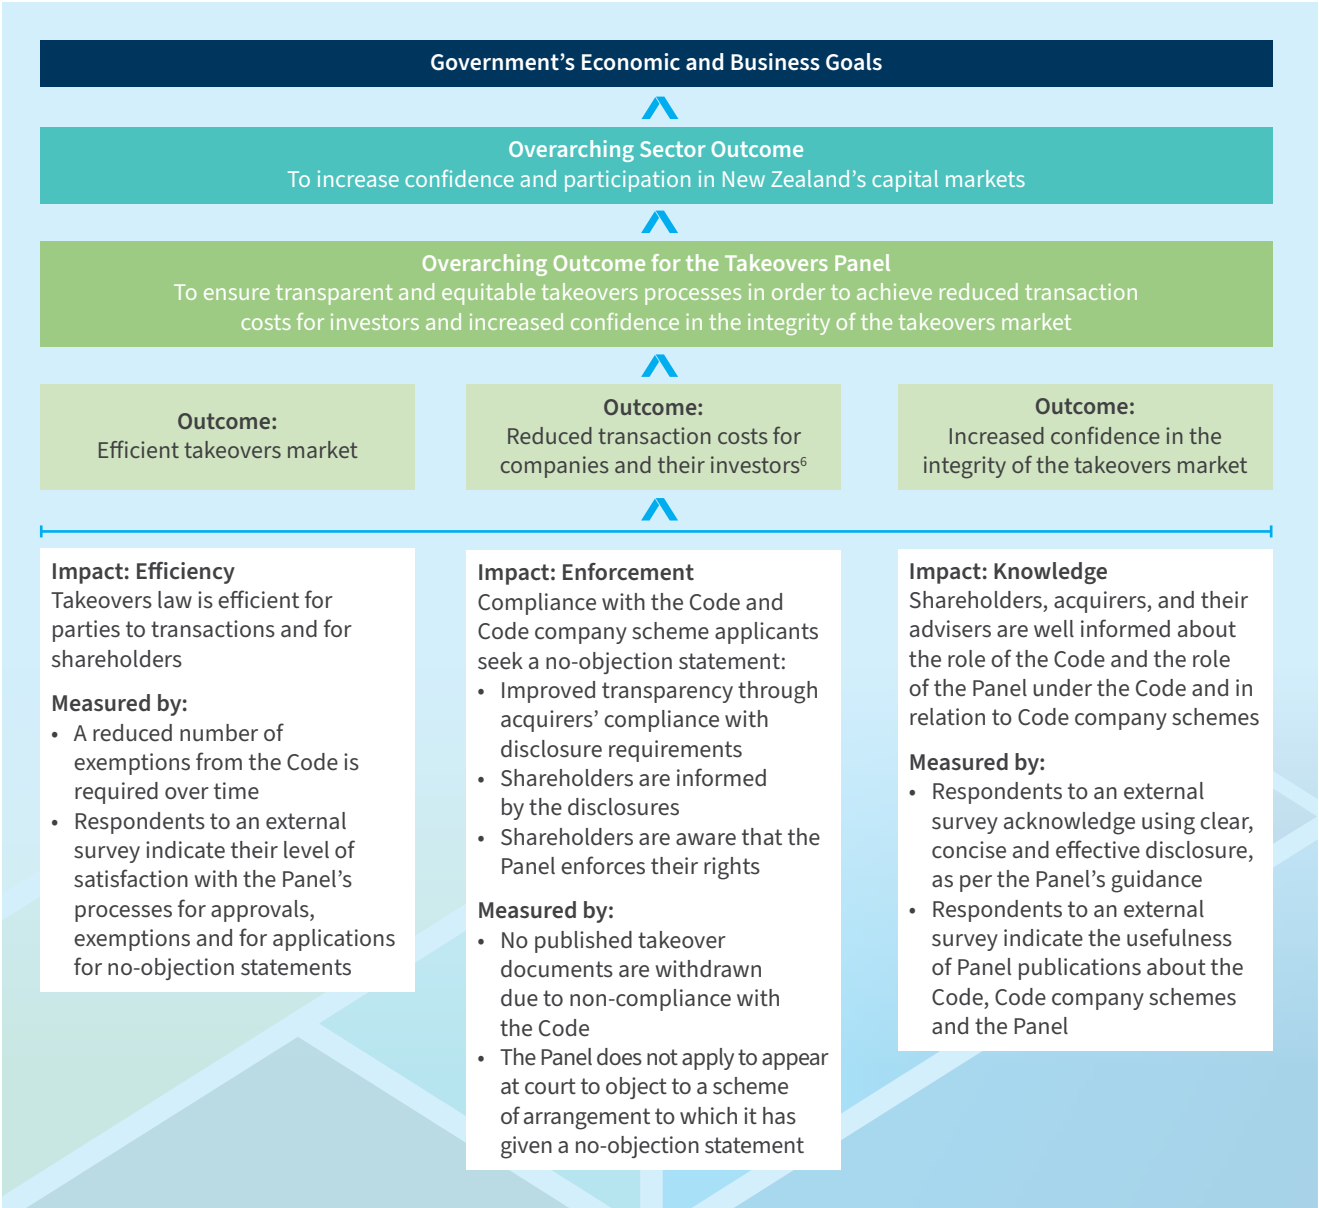 Government’s Economic and Business Goals
Overarching Sector Outcome
To increase confidence and participation in New Zealand’s capital markets
Overarching Outcome for the Takeovers Panel
To ensure transparent and equitable takeovers processes in order to achieve reduced transaction
costs for investors and increased confidence in the integrity of the takeovers market
Outcome:
Efficient takeovers market
Outcome:
Reduced transaction costs for
companies and their investors⁶
Outcome:
Increased confidence in the
integrity of the takeovers market
Impact: Efficiency
Takeovers law is efficient for
parties to transactions and for
shareholders
Measured by:
• A reduced number of
exemptions from the Code is
required over time
• Respondents to an external
survey indicate their level of
satisfaction with the Panel’s
processes for approvals,
exemptions and for applications
for no-objection statements
Impact: Enforcement
Compliance with the Code and
Code company scheme applicants
seek a no-objection statement:
• Improved transparency through
acquirers’ compliance with
disclosure requirements
• Shareholders are informed
by the disclosures
• Shareholders are aware that the
Panel enforces their rights
Measured by:
• No published takeover
documents are withdrawn
due to non-compliance with
the Code
• The Panel does not apply to appear
at court to object to a scheme
of arrangement to which it has
given a no-objection statement
Impact: Knowledge
Shareholders, acquirers, and their
advisers are well informed about
the role of the Code and the role
of the Panel under the Code and in
relation to Code company schemes
Measured by:
• Respondents to an external
survey acknowledge using clear,
concise and effective disclosure,
as per the Panel’s guidance
• Respondents to an external
survey indicate the usefulness
of Panel publications about the
Code, Code company schemes
and the Panel